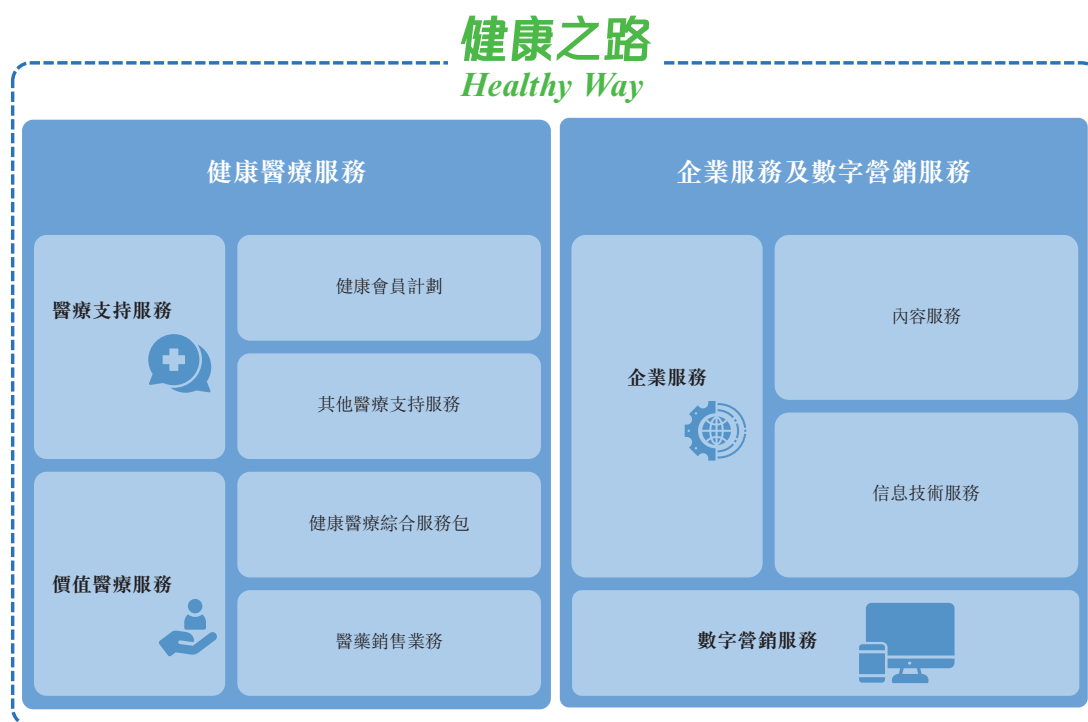 健康之路
Healthy Way
健康醫療服務
醫療支持服務
健康會員計劃
其他醫療支持服務
價值醫療服務
健康醫療綜合服務包
醫藥銷售業務
企業服務及數字營銷服務
企業服務
內容服務
信息技術服務
數字營銷服務